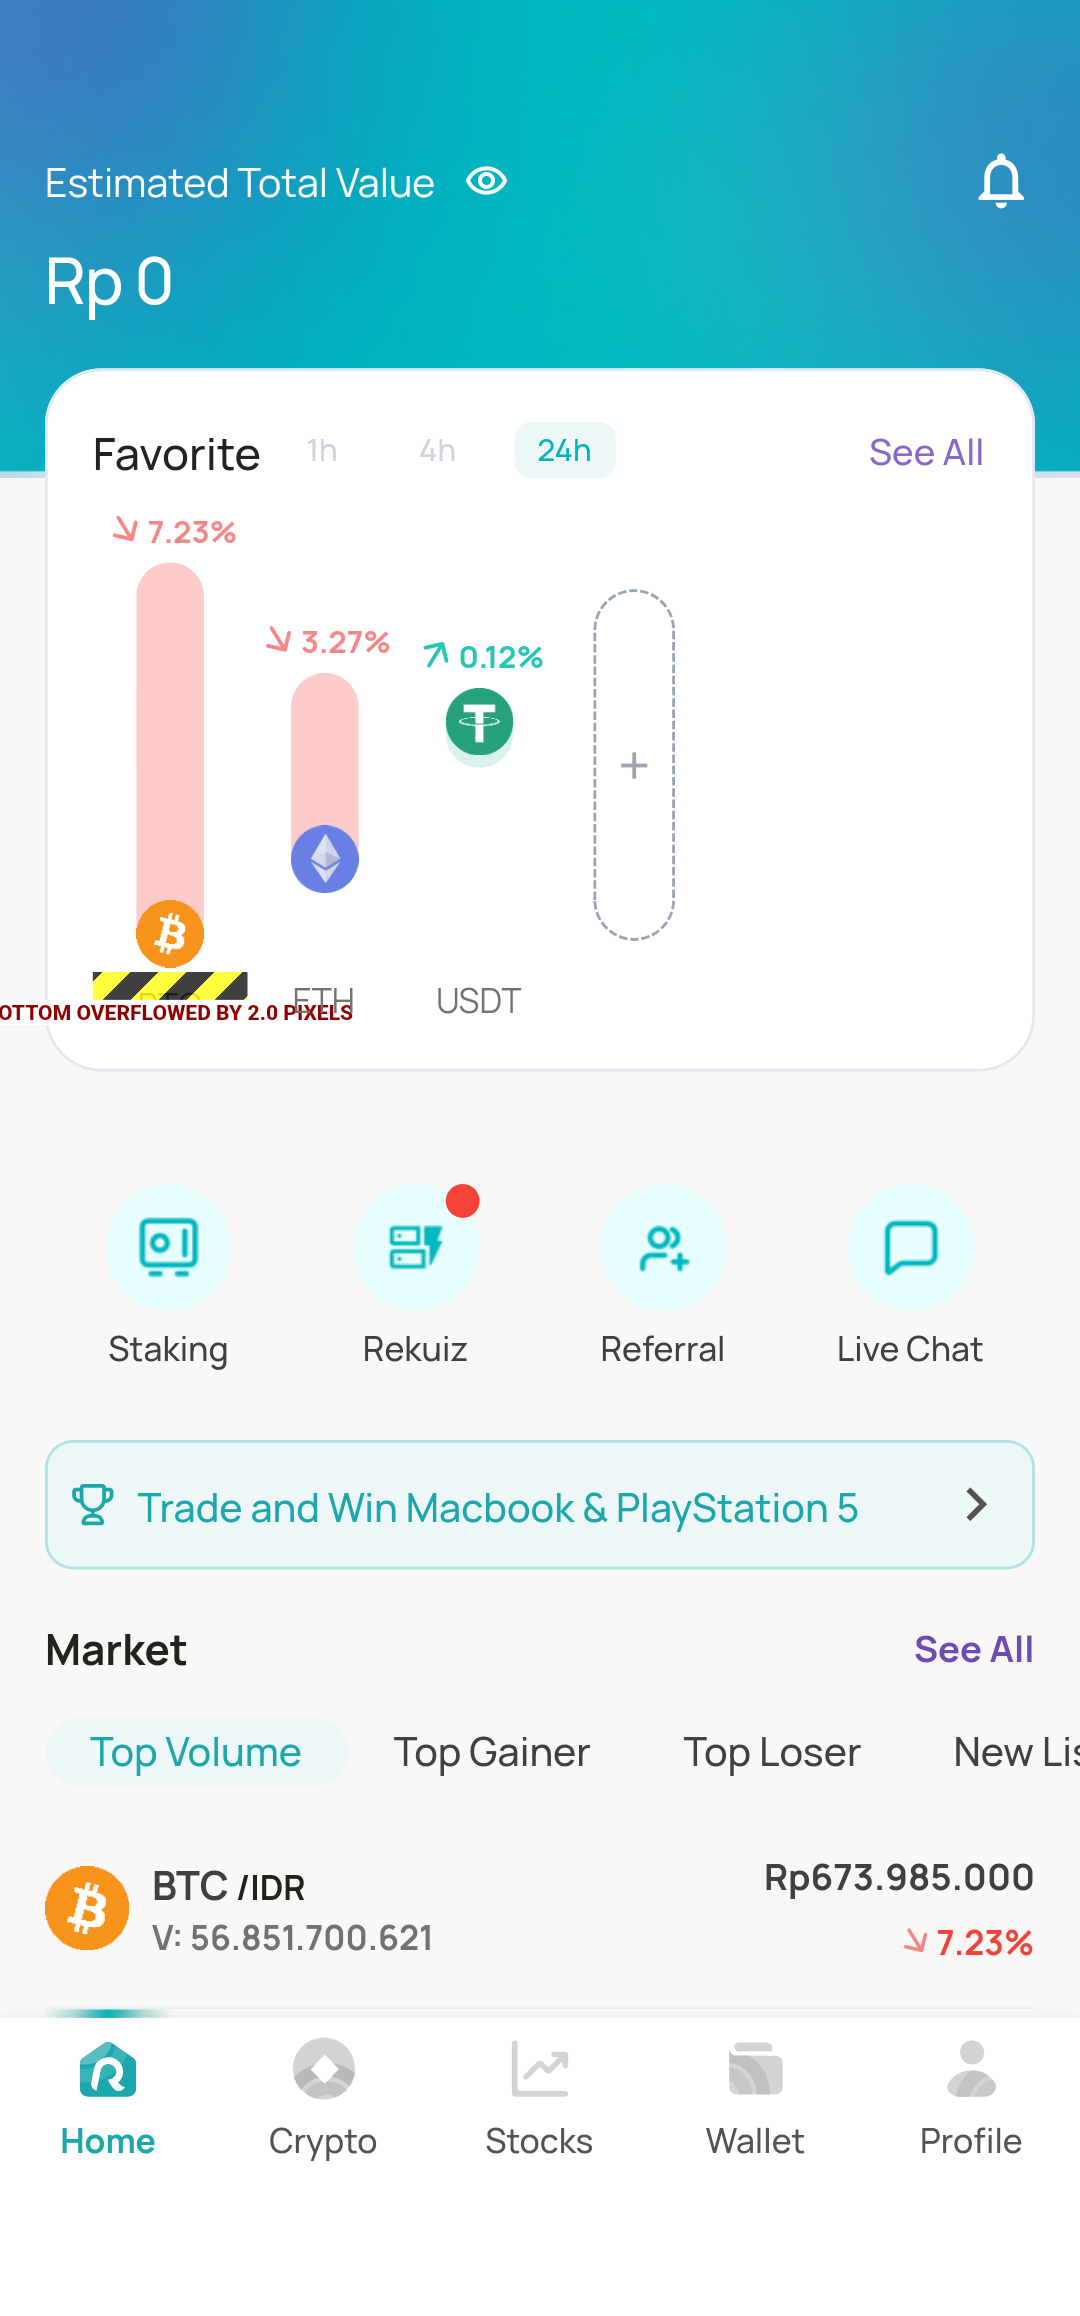 Estimated Total Value
Rp 0
Favorite 1h 4h 24h See All
7.23%
3.27%
0.12%
+
BTC ETH USDT
OTTOM OVERFLOWED BY 2.0 PIXELS
Staking Rekuiz Referral Live Chat
Trade and Win Macbook & PlayStation 5
Market See All
Top Volume Top Gainer Top Loser New Lis
BTC /IDR Rp673.985.000
V: 56.851.700.621 7.23%
Home Crypto Stocks Wallet Profile